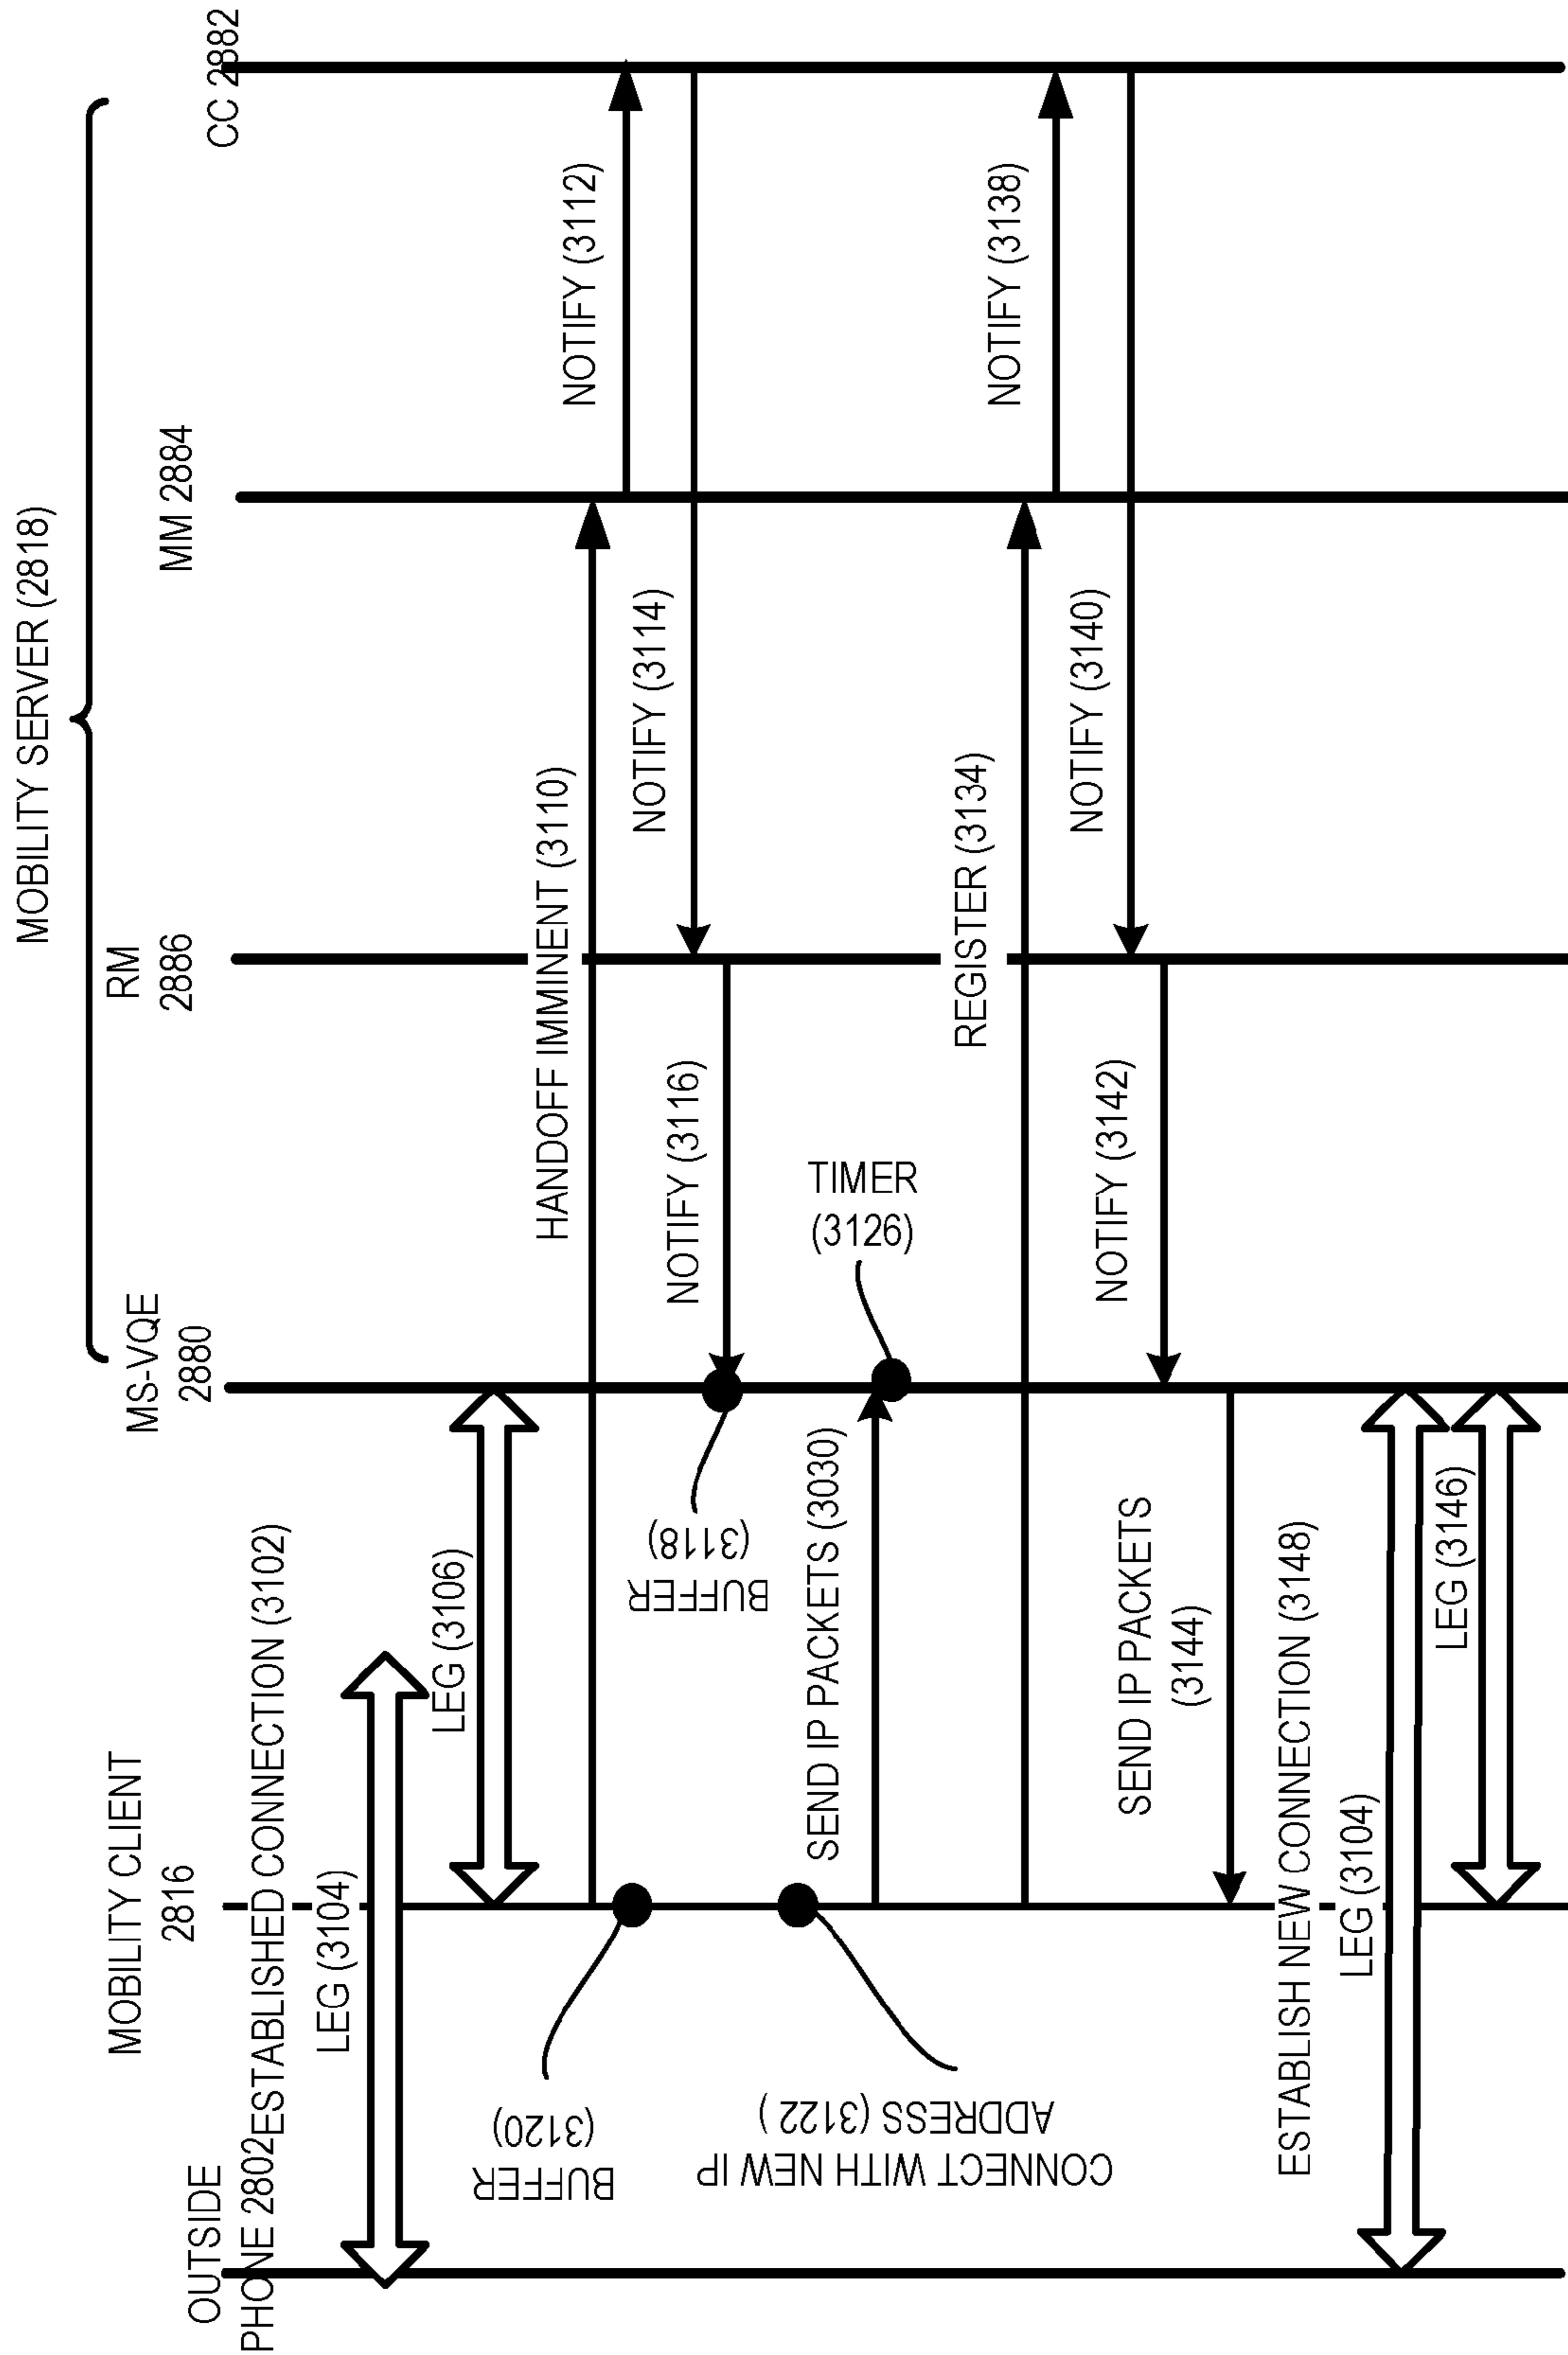 MOBILITY SERVER (2818)
OUTSIDE
PHONE 2802
MOBILITY CLIENT
2816
MS-VQE
2880
RM
2886
MM 2884
CC 2882
ESTABLISHED CONNECTION (3102)
LEG (3104)
LEG (3106)
HANDOFF IMMINENT (3110)
NOTIFY (3112)
NOTIFY (3114)
NOTIFY (3116)
BUFFER
(3118)
BUFFER
(3120)
CONNECT WITH NEW IP
ADDRESS (3122 )
TIMER
(3126)
SEND IP PACKETS (3030)
REGISTER (3134)
NOTIFY (3138)
NOTIFY (3140)
NOTIFY (3142)
SEND IP PACKETS
(3144)
ESTABLISH NEW CONNECTION (3148)
LEG (3104)
LEG (3146)